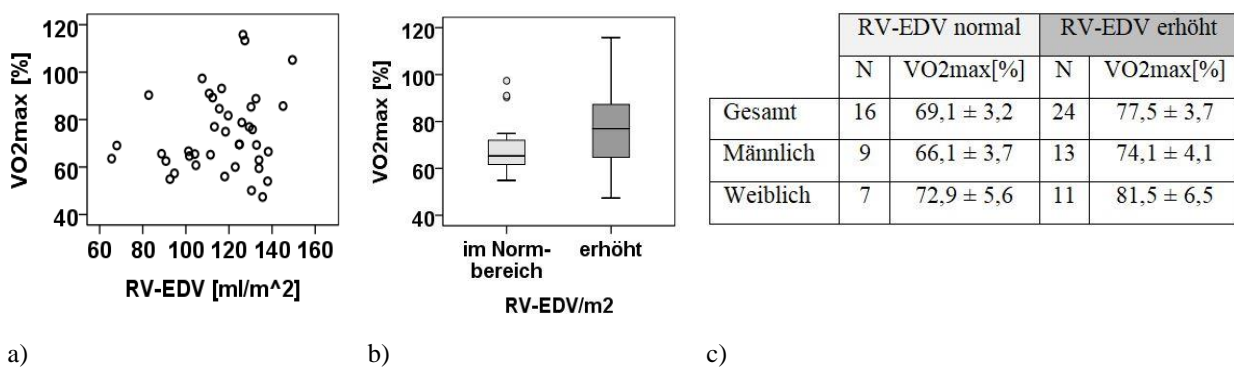 120
100
80
60
40
VO2max [%]
60 80 100 120 140 160
RV-EDV [ml/m^2]
a)
120
100
80
60
40
VO2max [%]
im Norm-
bereich
erhöht
RV-EDV/m2
b)
RV-EDV normal RV-EDV erhöht
N VO2max[%] N VO2max[%]
Gesamt 16 69,1 ± 3,2 24 77,5 ± 3,7
Männlich 9 66,1 ± 3,7 13 74,1 ± 4,1
Weiblich 7 72,9 ± 5,6 11 81,5 ± 6,5
c)